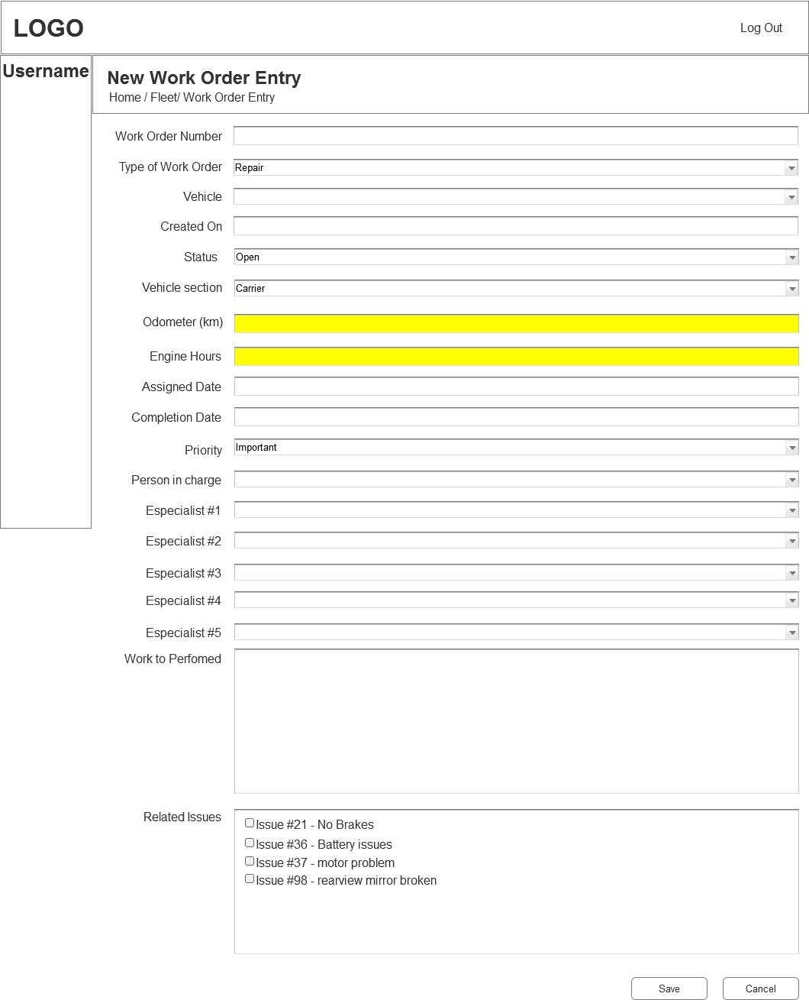 LOGO
Log Out
Username
New Work Order Entry
Home / Fleet/ Work Order Entry
Work Order Number
Type of Work Order Repair
Vehicle
Created On
Status Open
Vehicle section Carrier
Odometer (km)
Engine Hours
Assigned Date
Completion Date
Priority Important
Person in charge
Especialist #1
Especialist #2
Especialist #3
Especialist #4
Especialist #5
Work to Perfomed
Related Issues
Issue #21 - No Brakes
Issue #36 - Battery issues
Issue #37 - motor problem
Issue #98 - rearview mirror broken
Save Cancel